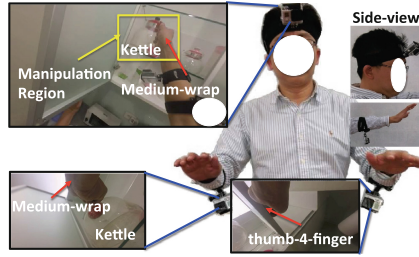 Side-view
Kettle
Manipulation
Region
Medium-wrap
Medium-wrap
Kettle
thumb-4-finger